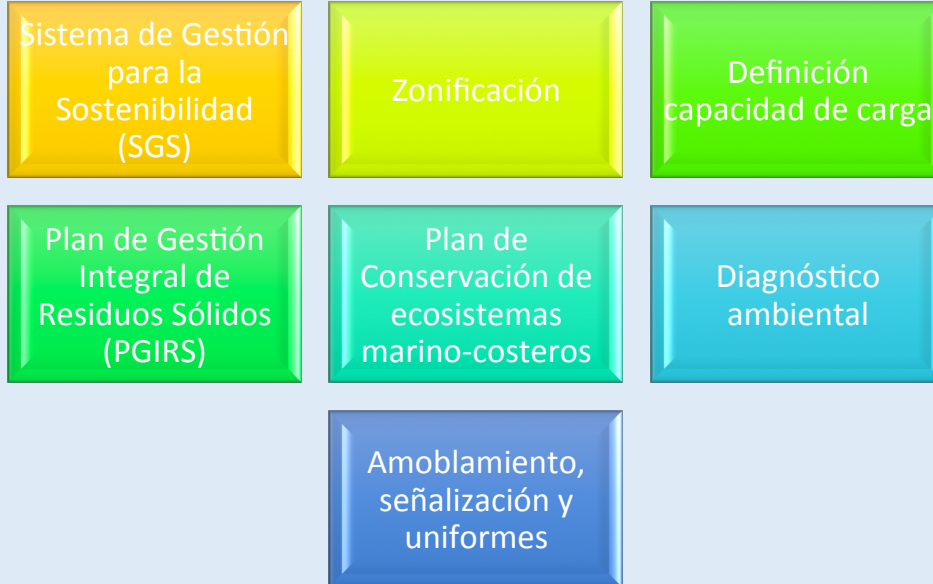 Sistema de Gestión
para la
Sostenibilidad
(SGS)
Zonificación
Definición
capacidad de carga
Plan de Gestión
Integral de
Residuos Sólidos
(PGIRS)
Plan de
Conservación de
ecosistemas
marino-costeros
Diagnóstico
ambiental
Amoblamiento,
señalización y
uniformes